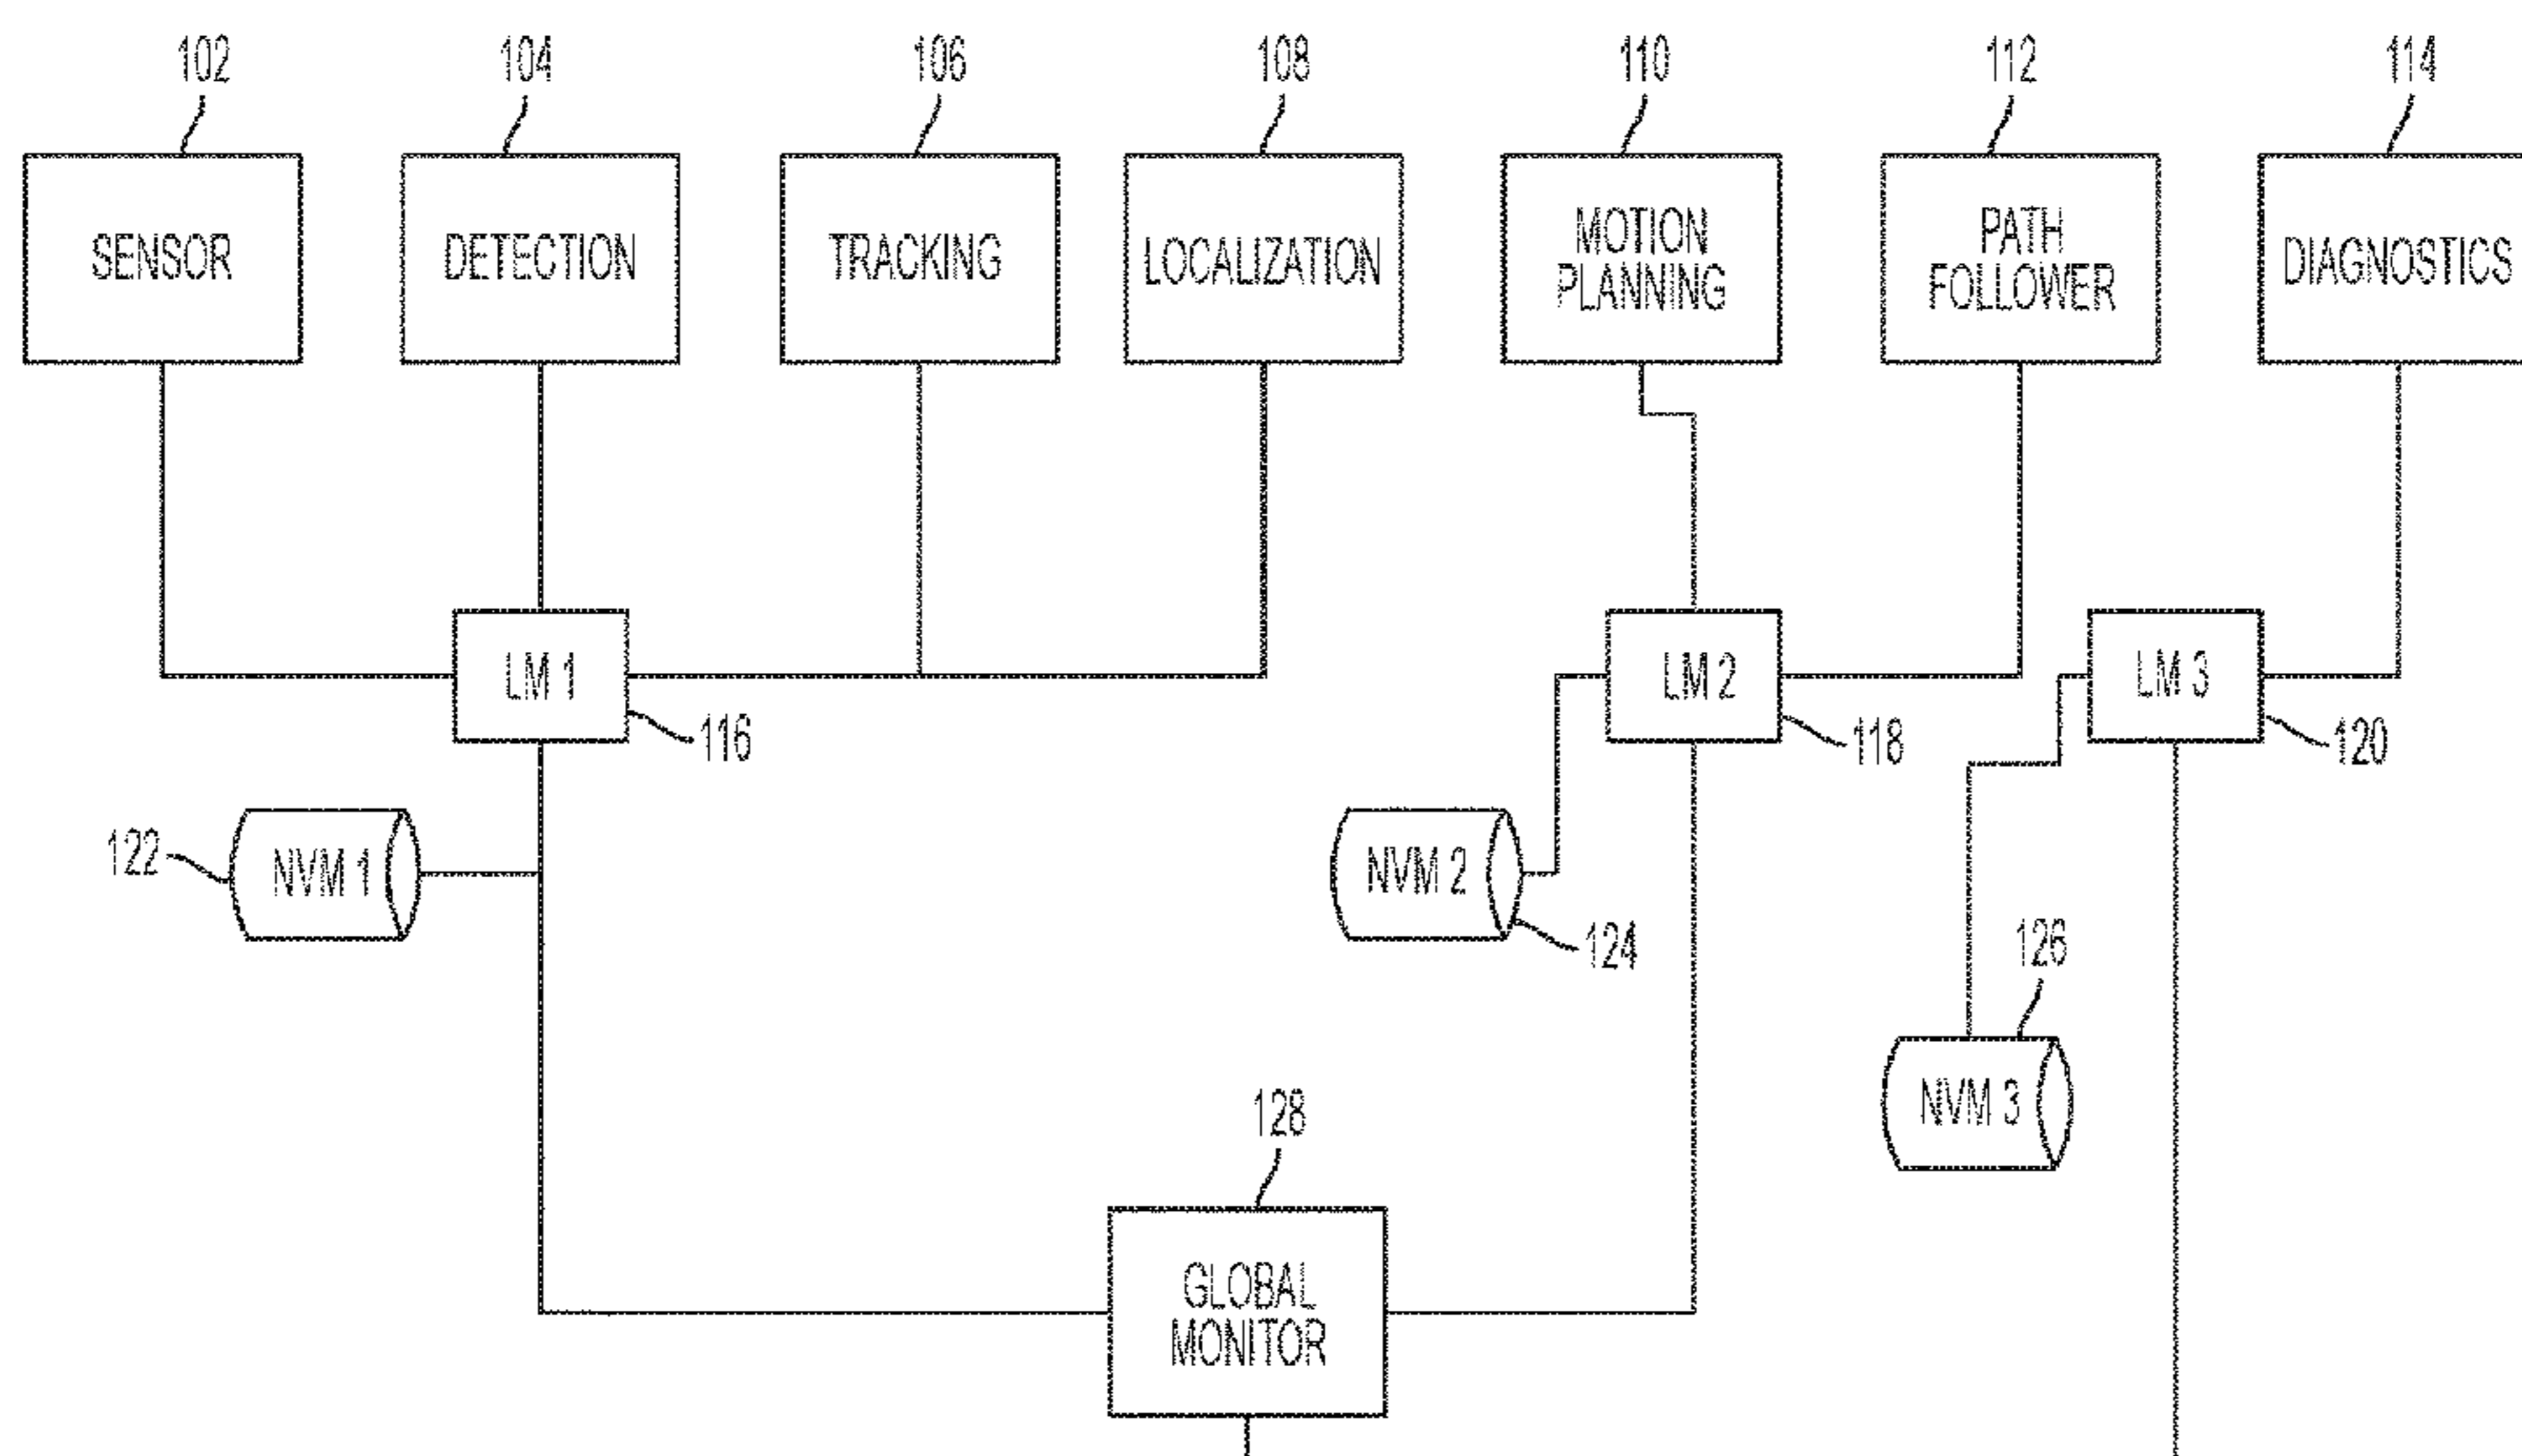 102
104
106
108
110
112
114
SENSOR
DETECTION
TRACKING
LOCALIZATION
MOTION
PLANNING
PATH
FOLLOWER
DIAGNOSTICS
LM 1
116
LM 2
118
LM 3
120
122
NVM 1
NVM 2
124
126
NVM 3
128
GLOBAL
MONITOR